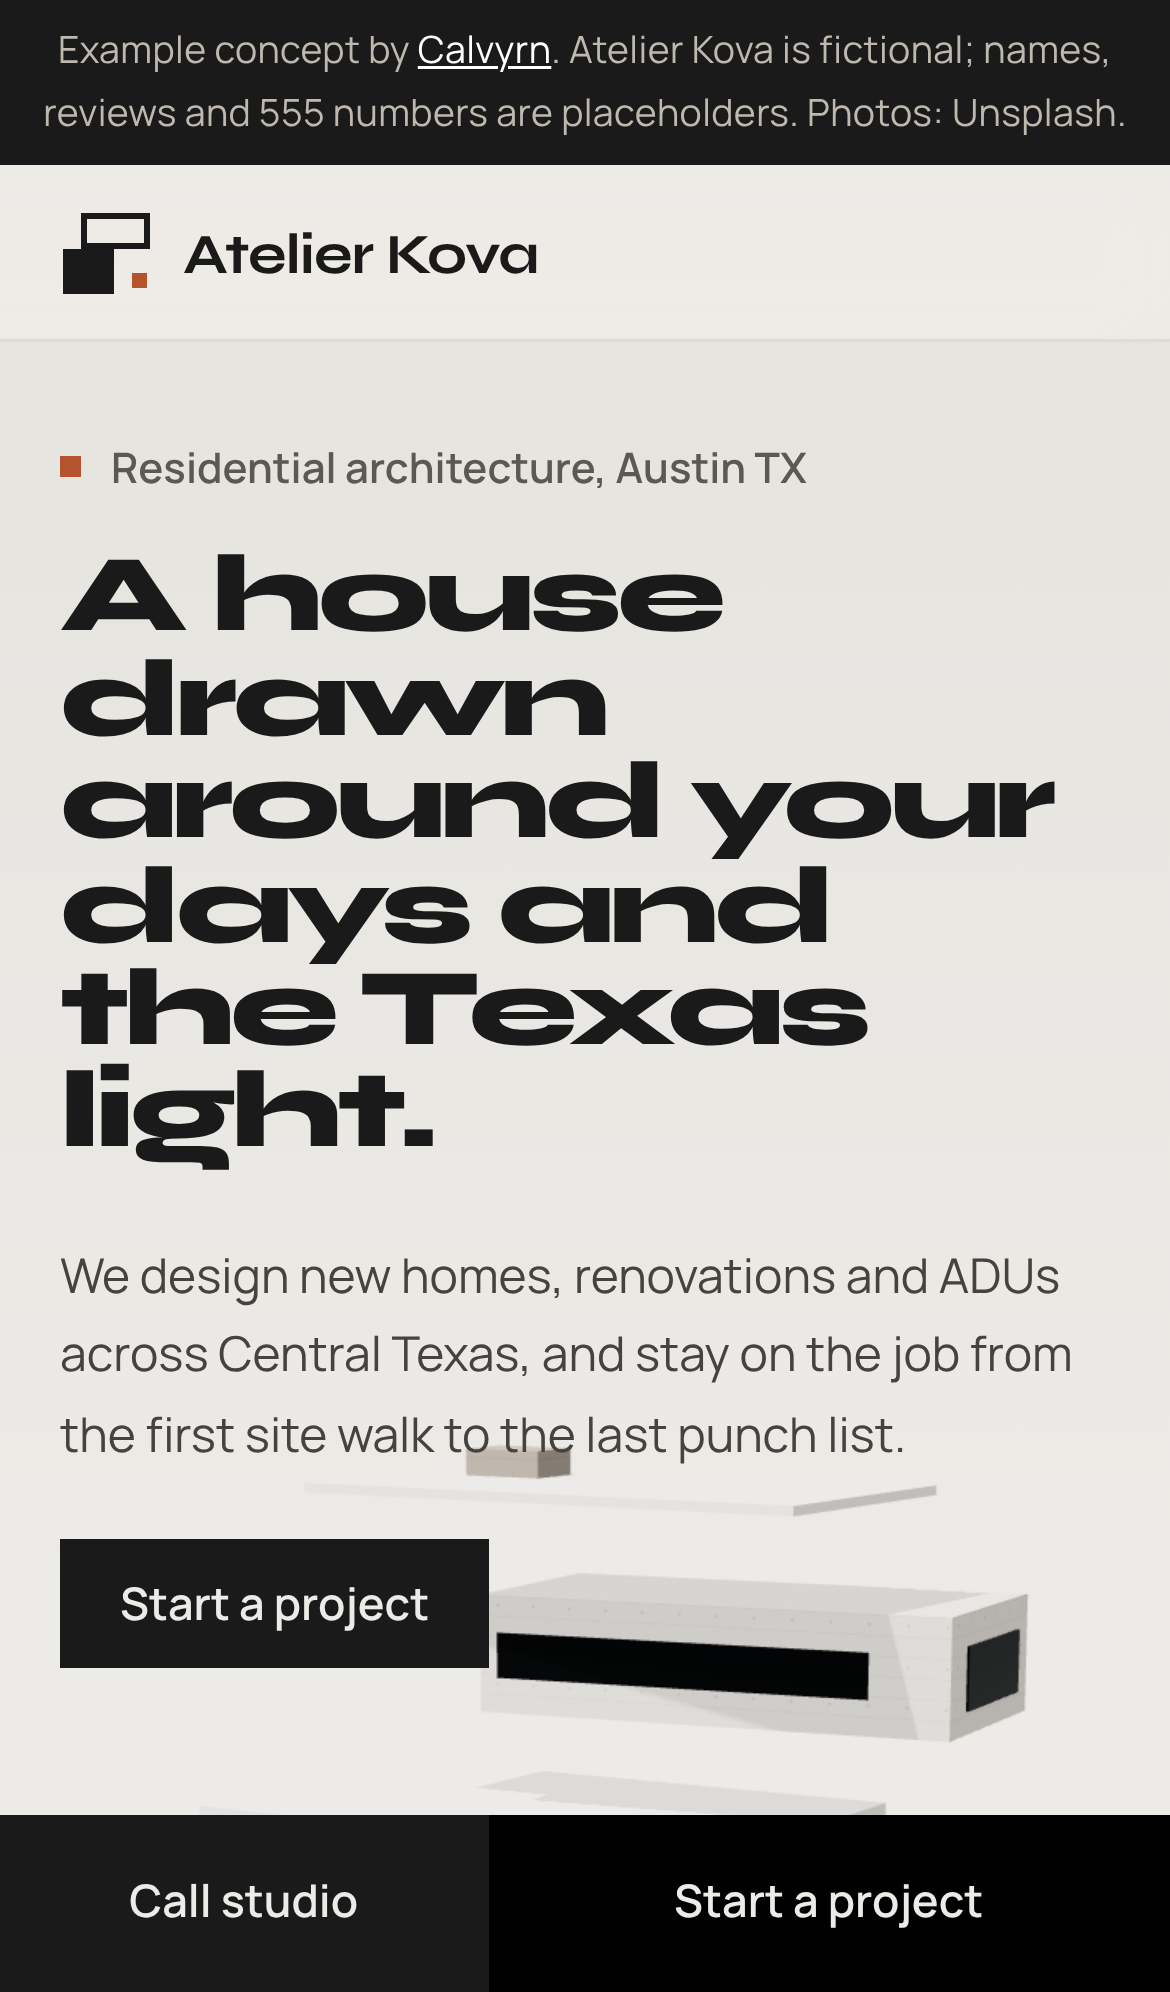 Example concept by Calvyrn. Atelier Kova is fictional; names,
reviews and 555 numbers are placeholders. Photos: Unsplash.
Atelier Kova
Residential architecture, Austin TX
A house
drawn
around your
days and
the Texas
light.
We design new homes, renovations and ADUs
across Central Texas, and stay on the job from
the first site walk to the last punch list.
Start a project
Call studio
Start a project